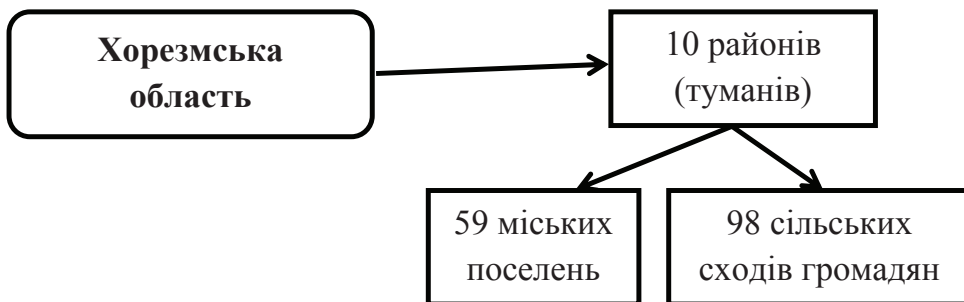 Хорезмська
область
10 районів
(туманів)
59 міських
поселень
98 сільських
сходів громадян